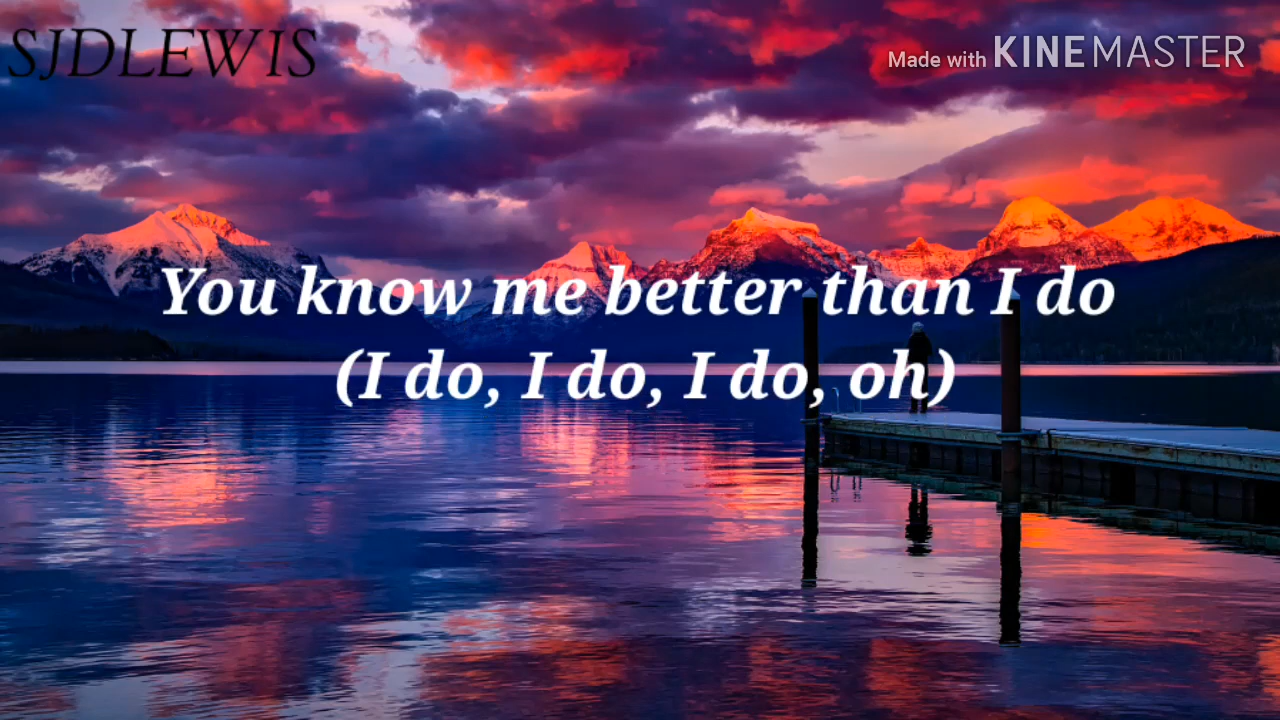 SJDLEWIS
Made with KINEMASTER
You know me better than I do
(I do, I do, I do, oh)